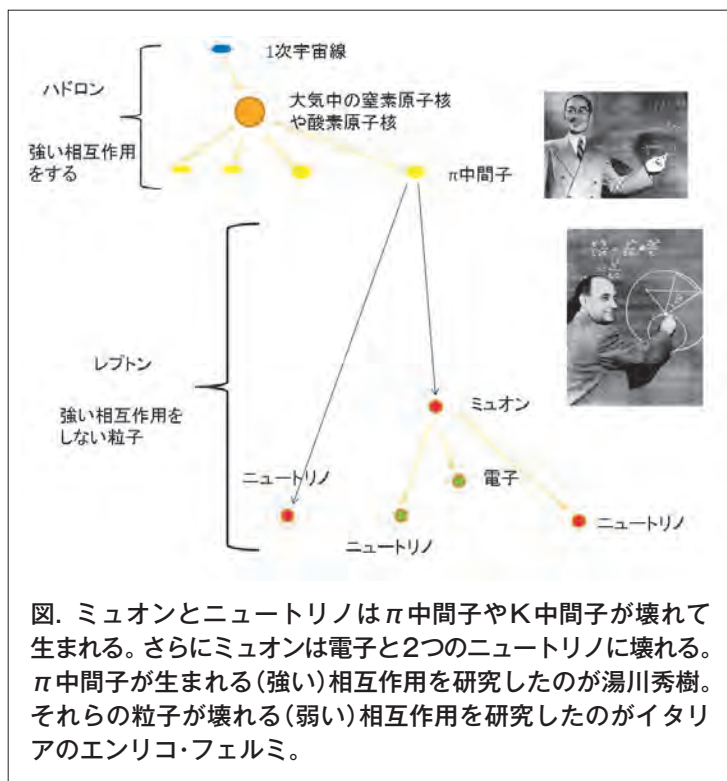 1次宇宙線
ハドロン
大気中の窒素原子核
や酸素原子核
強い相互作用
をする
π中間子
レプトン
ミュオン
強い相互作用を
しない粒子
ニュートリノ
電子
ニュートリノ
ニュートリノ
図. ミュオンとニュートリノはπ中間子やK中間子が壊れて
生まれる。さらにミュオンは電子と2つのニュートリノに壊れる。
π中間子が生まれる(強い)相互作用を研究したのが湯川秀樹。
それらの粒子が壊れる(弱い)相互作用を研究したのがイタリ
アのエンリコ・フェルミ。